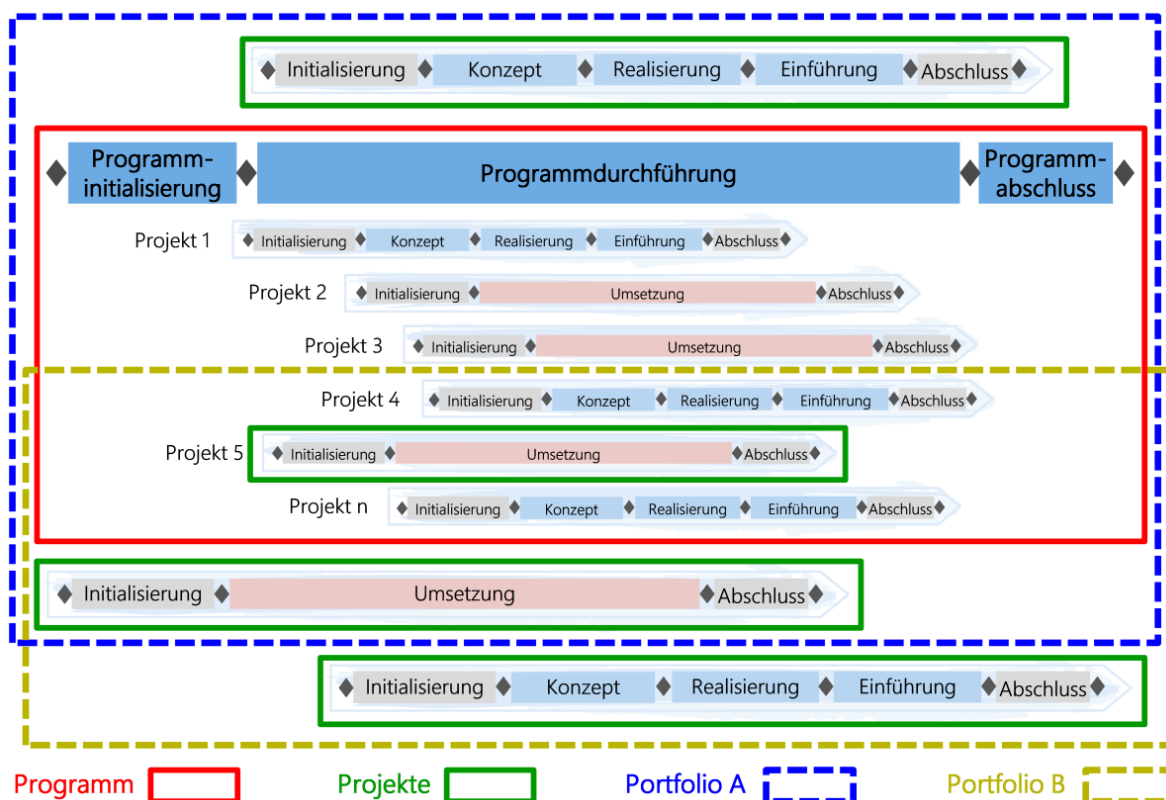 Initialisierung Konzept Realisierung Einführung Abschluss
Programm-
initialisierung
Programmdurchführung
Programm-
abschluss
Projekt 1 Initialisierung Konzept Realisierung Einführung Abschluss
Projekt 2 Initialisierung Umsetzung Abschluss
Projekt 3 Initialisierung Umsetzung Abschluss
Projekt 4 Initialisierung Konzept Realisierung Einführung Abschluss
Projekt 5 Initialisierung Umsetzung Abschluss
Projekt n Initialisierung Konzept Realisierung Einführung Abschluss
Initialisierung Umsetzung Abschluss
Initialisierung Konzept Realisierung Einführung Abschluss
Programm Projekte Portfolio A Portfolio B